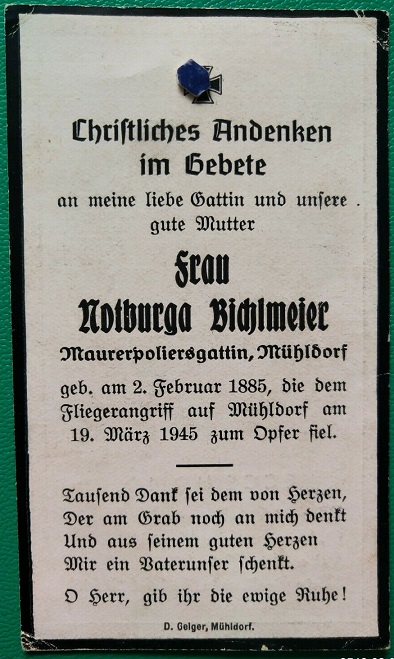 Christliches Andenken
im Gebete
an meine liebe Gattin und unsere
gute Mutter
Frau
Notburga Bichlmeier
Maurerpoliersgattin, Mühldorf
geb. am 2. Februar 1885, die dem
Fliegerangriff auf Mühldorf am
19. März 1945 zum Opfer fiel.
Tausend Dank sei dem von Herzen,
Der am Grab noch an mich denkt
Und aus seinem guten Herzen
Mir ein Vaterunser schenkt.
O Herr, gib ihr die ewige Ruhe!
D. Geiger, Mühldorf.